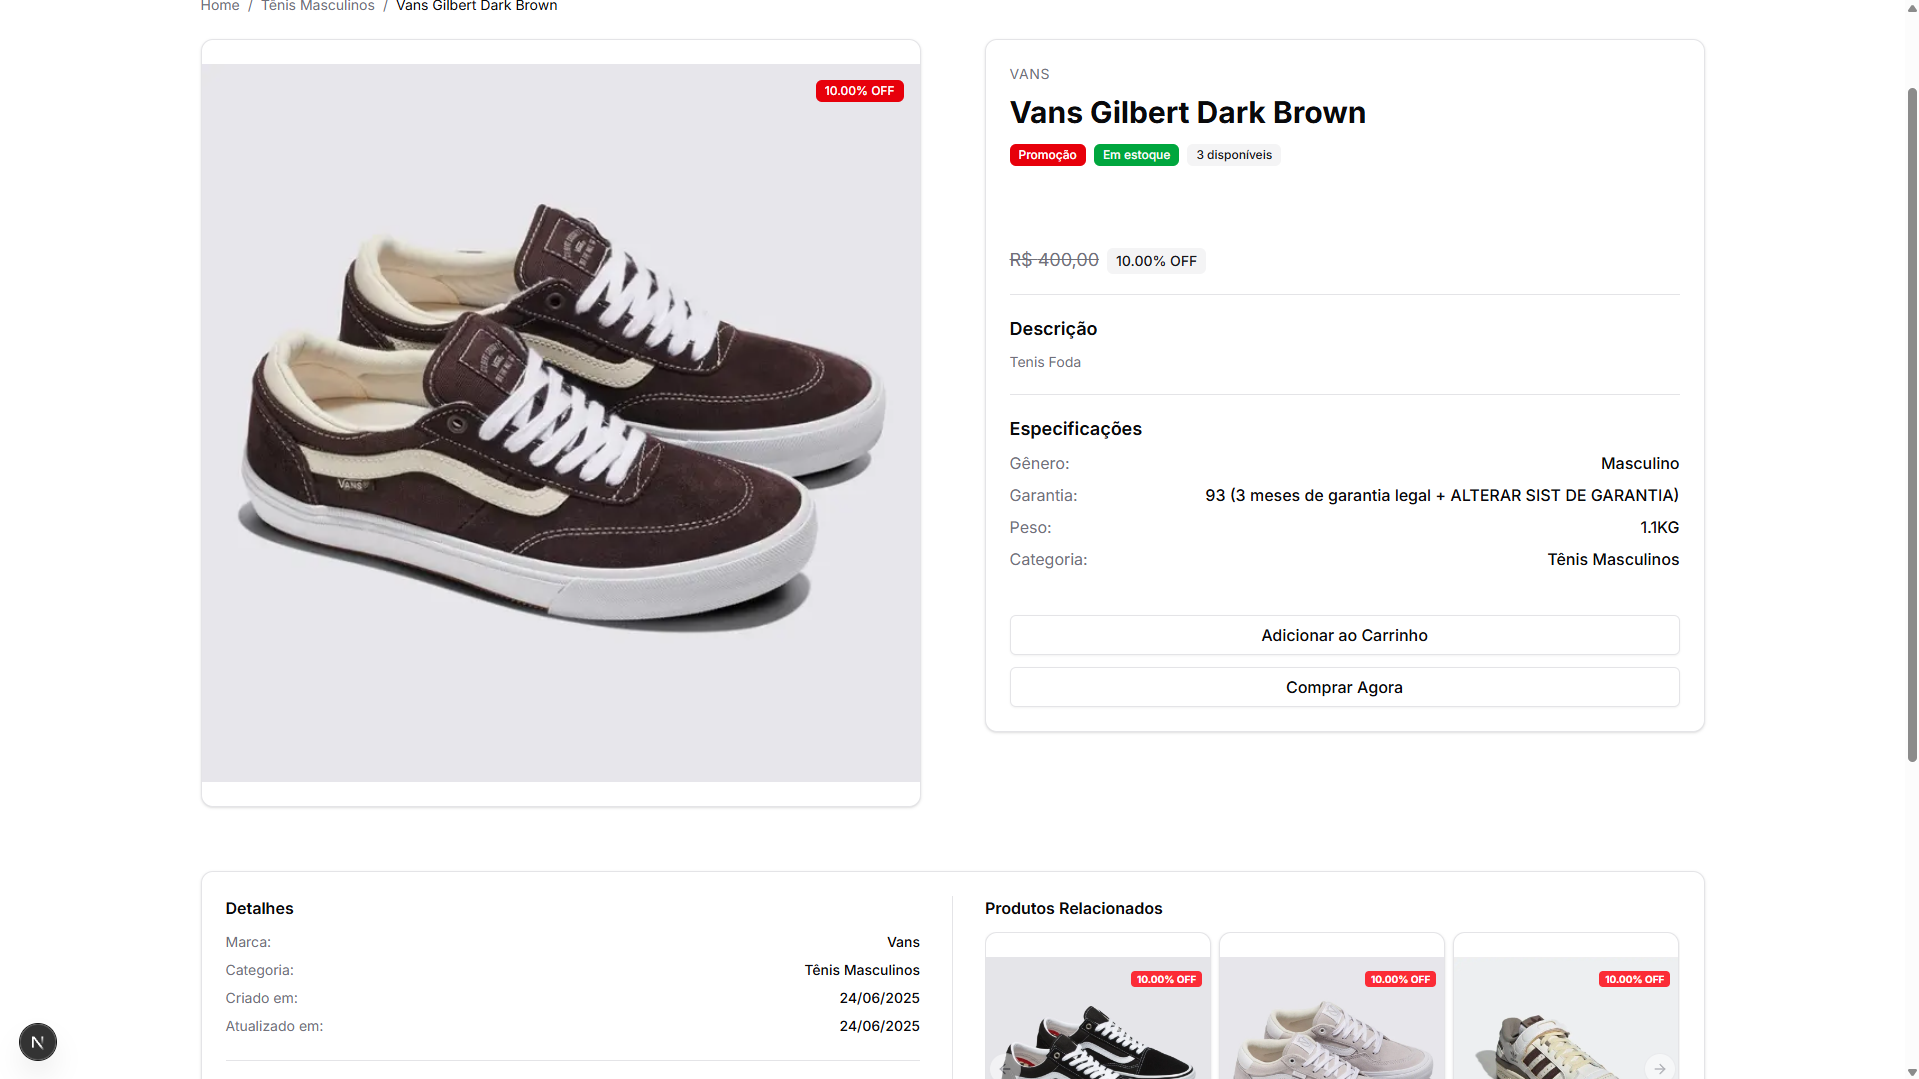 Home / Tênis Masculinos / Vans Gilbert Dark Brown
10.00% OFF
VANS
VANS
Vans Gilbert Dark Brown
Promoção Em estoque 3 disponíveis
R$ 400,00 10.00% OFF
Descrição
Tenis Foda
Especificações
Gênero: Masculino
Garantia: 93 (3 meses de garantia legal + ALTERAR SIST DE GARANTIA)
Peso: 1.1KG
Categoria: Tênis Masculinos
Adicionar ao Carrinho
Comprar Agora
Detalhes
Marca: Vans
Categoria: Tênis Masculinos
Criado em: 24/06/2025
Atualizado em: 24/06/2025
Produtos Relacionados
10.00% OFF 10.00% OFF 10.00% OFF
N